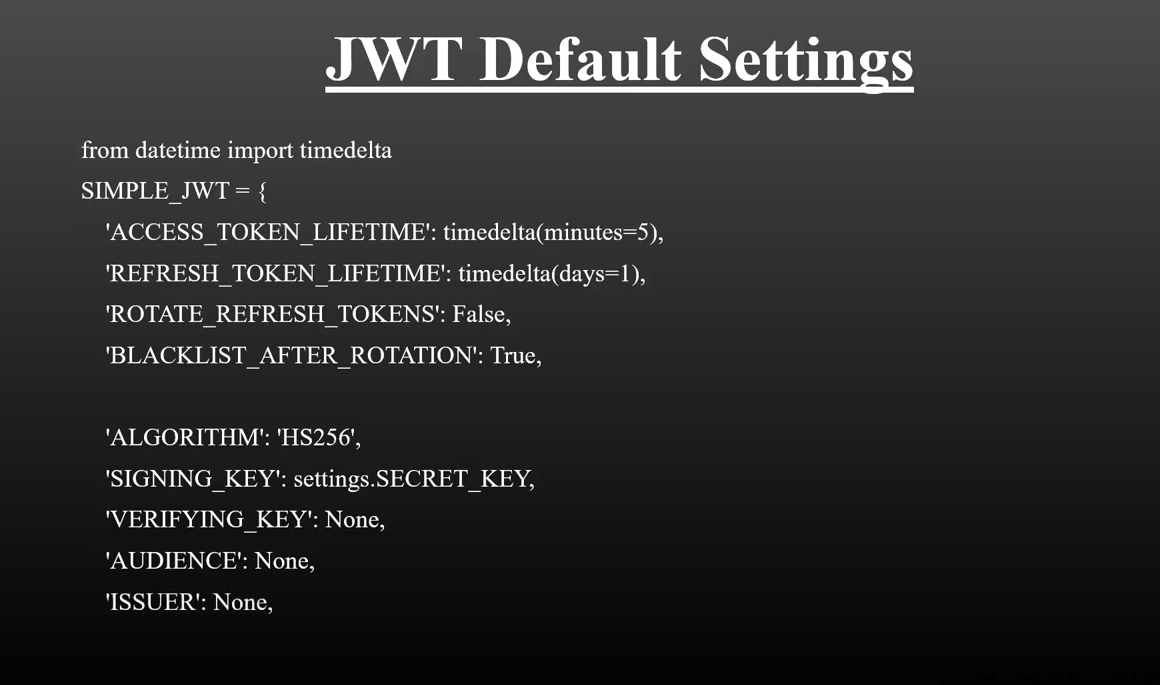 JWT Default Settings
from datetime import timedelta
SIMPLE_JWT = {
'ACCESS_TOKEN_LIFETIME': timedelta(minutes=5),
'REFRESH_TOKEN_LIFETIME': timedelta(days=1),
'ROTATE_REFRESH_TOKENS': False,
'BLACKLIST_AFTER_ROTATION': True,
'ALGORITHM': 'HS256',
'SIGNING_KEY': settings.SECRET_KEY,
'VERIFYING_KEY': None,
'AUDIENCE': None,
'ISSUER': None,